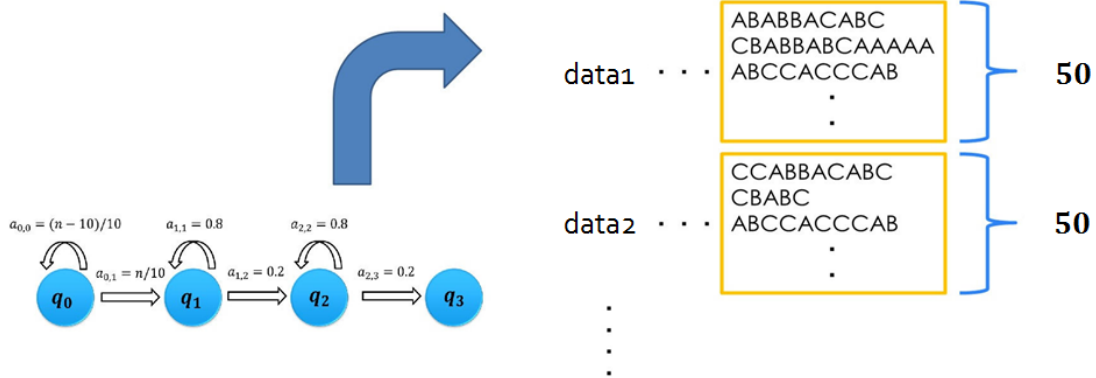 ABABBACABC
CBABBABCAAAAA
data1 · · · ABCCACCCAB 50
CCABBACABC
CBABC
data2 · · · ABCCACCCAB 50
a₀,₀ = (n − 10)/10 a₁,₁ = 0.8 a₂,₂ = 0.8
a₀,₁ = n/10 a₁,₂ = 0.2 a₂,₃ = 0.2
q₀ q₁ q₂ q₃